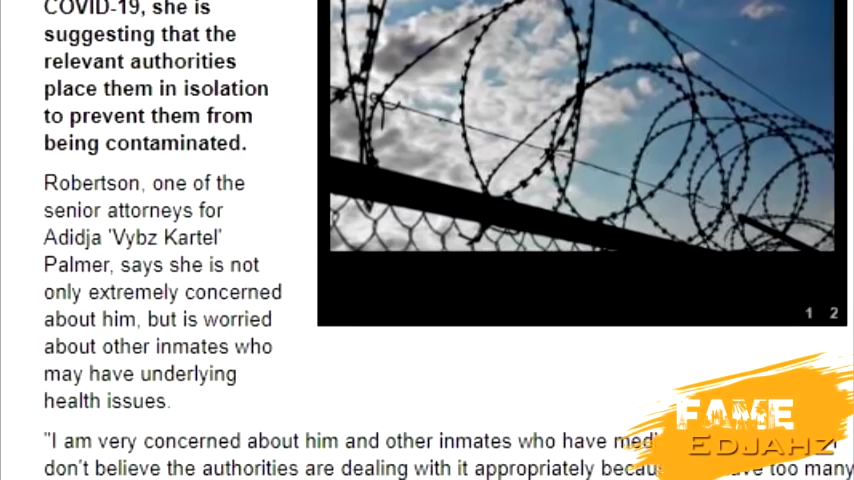 COVID-19, she is
suggesting that the
relevant authorities
place them in isolation
to prevent them from
being contaminated.
Robertson, one of the
senior attorneys for
Adidja 'Vybz Kartel'
Palmer, says she is not
only extremely concerned
about him, but is worried
about other inmates who
may have underlying
health issues.
"I am very concerned about him and other inmates who have
don't believe the authorities are dealing with it appropriately too many
1 2
FAME
EDJAHZ